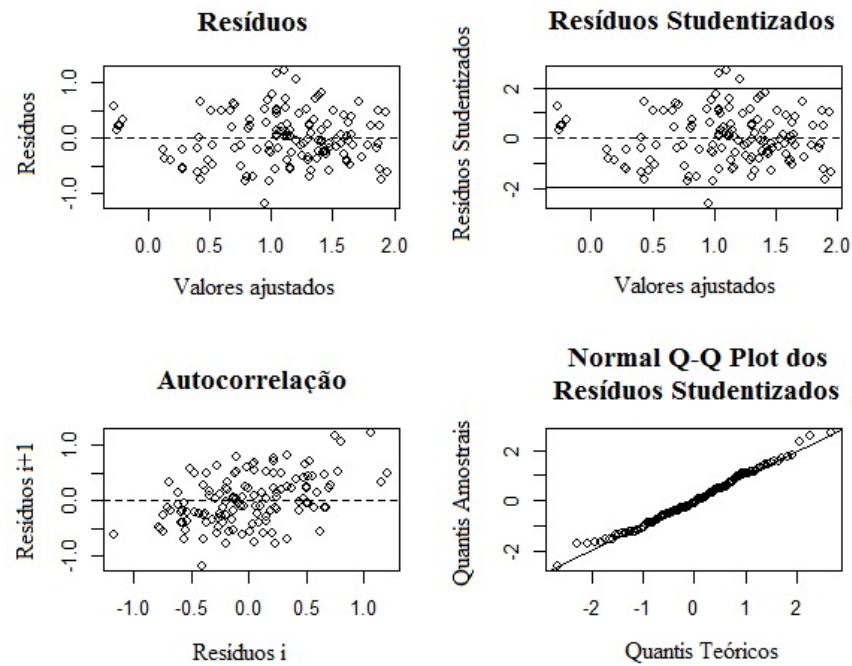 Resíduos
Resíduos
1.0
0.0
-1.0
0.0 0.5 1.0 1.5 2.0
Valores ajustados
Resíduos Studentizados
Resíduos Studentizados
2
0
-2
0.0 0.5 1.0 1.5 2.0
Valores ajustados
Autocorrelação
Resíduos i+1
1.0
0.0
-1.0
-1.0 -0.5 0.0 0.5 1.0
Resíduos i
Normal Q-Q Plot dos
Resíduos Studentizados
Quantis Amostrais
2
0
-2
-2 -1 0 1 2
Quantis Teóricos